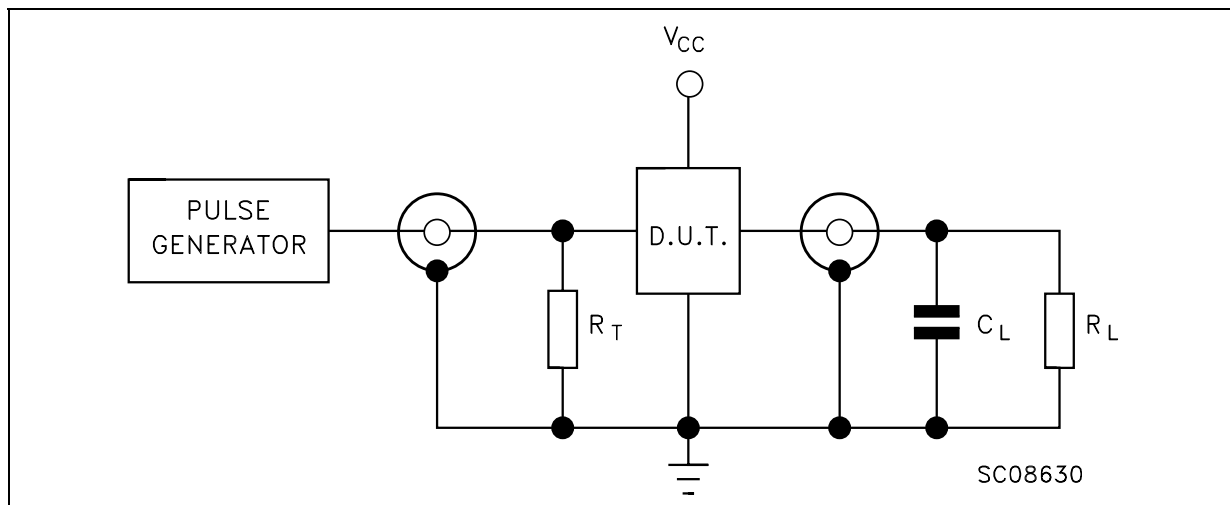 VCC
PULSE
GENERATOR
D.U.T.
RT
CL
RL
SC08630